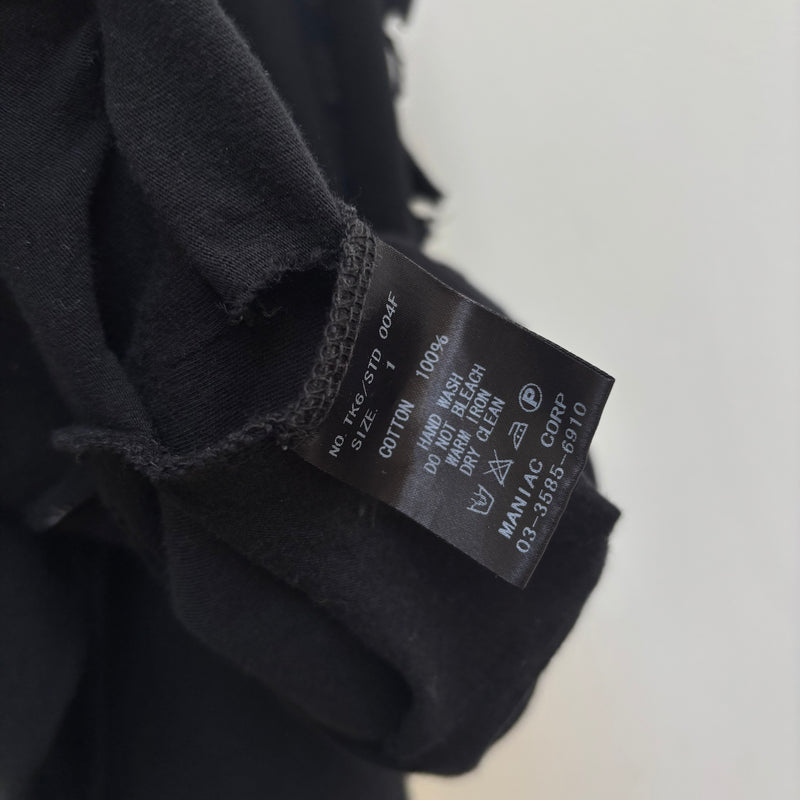 NO. TK6/STD 004F
SIZE. 1
COTTON 100%
HAND WASH
DO NOT BLEACH
WARM IRON
DRY CLEAN
P
MANIAC CORP
03-3585-6910